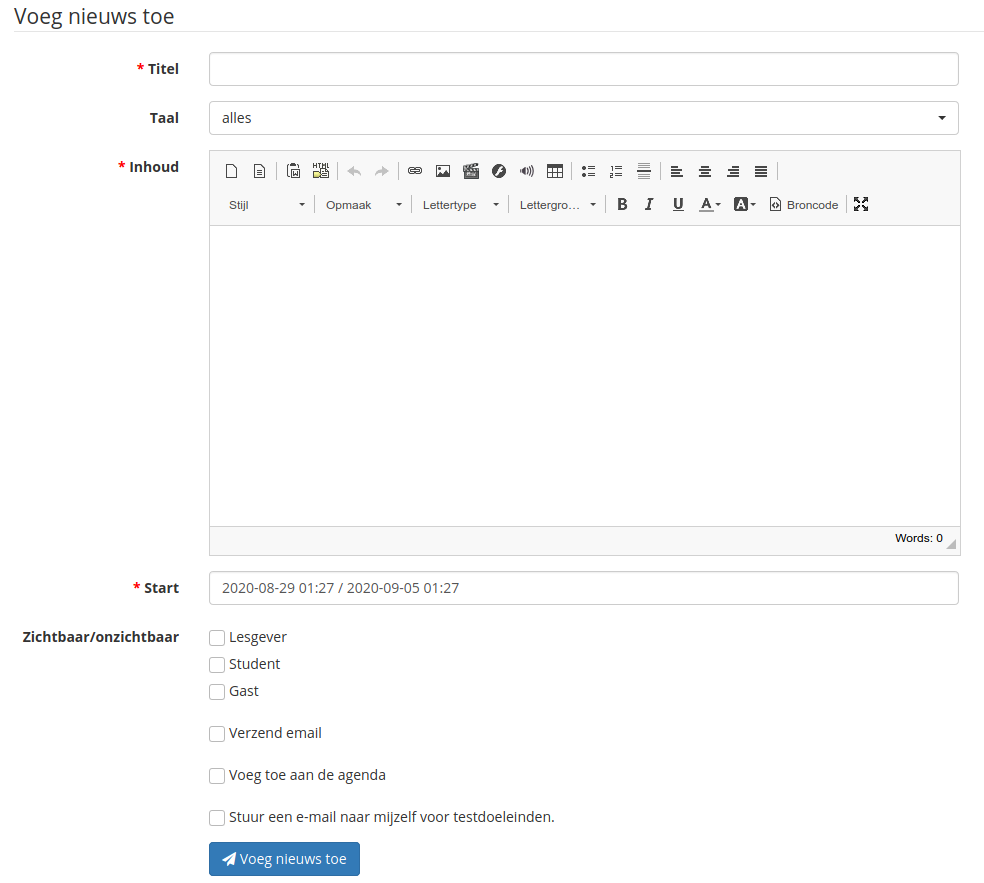 Voeg nieuws toe
* Titel
Taal
alles
* Inhoud
HTML
Stijl Opmaak Lettertype Lettergro... B I U A A Broncode
Words: 0
* Start
2020-08-29 01:27 / 2020-09-05 01:27
Zichtbaar/onzichtbaar
Lesgever
Student
Gast
Verzend email
Voeg toe aan de agenda
Stuur een e-mail naar mijzelf voor testdoeleinden.
Voeg nieuws toe